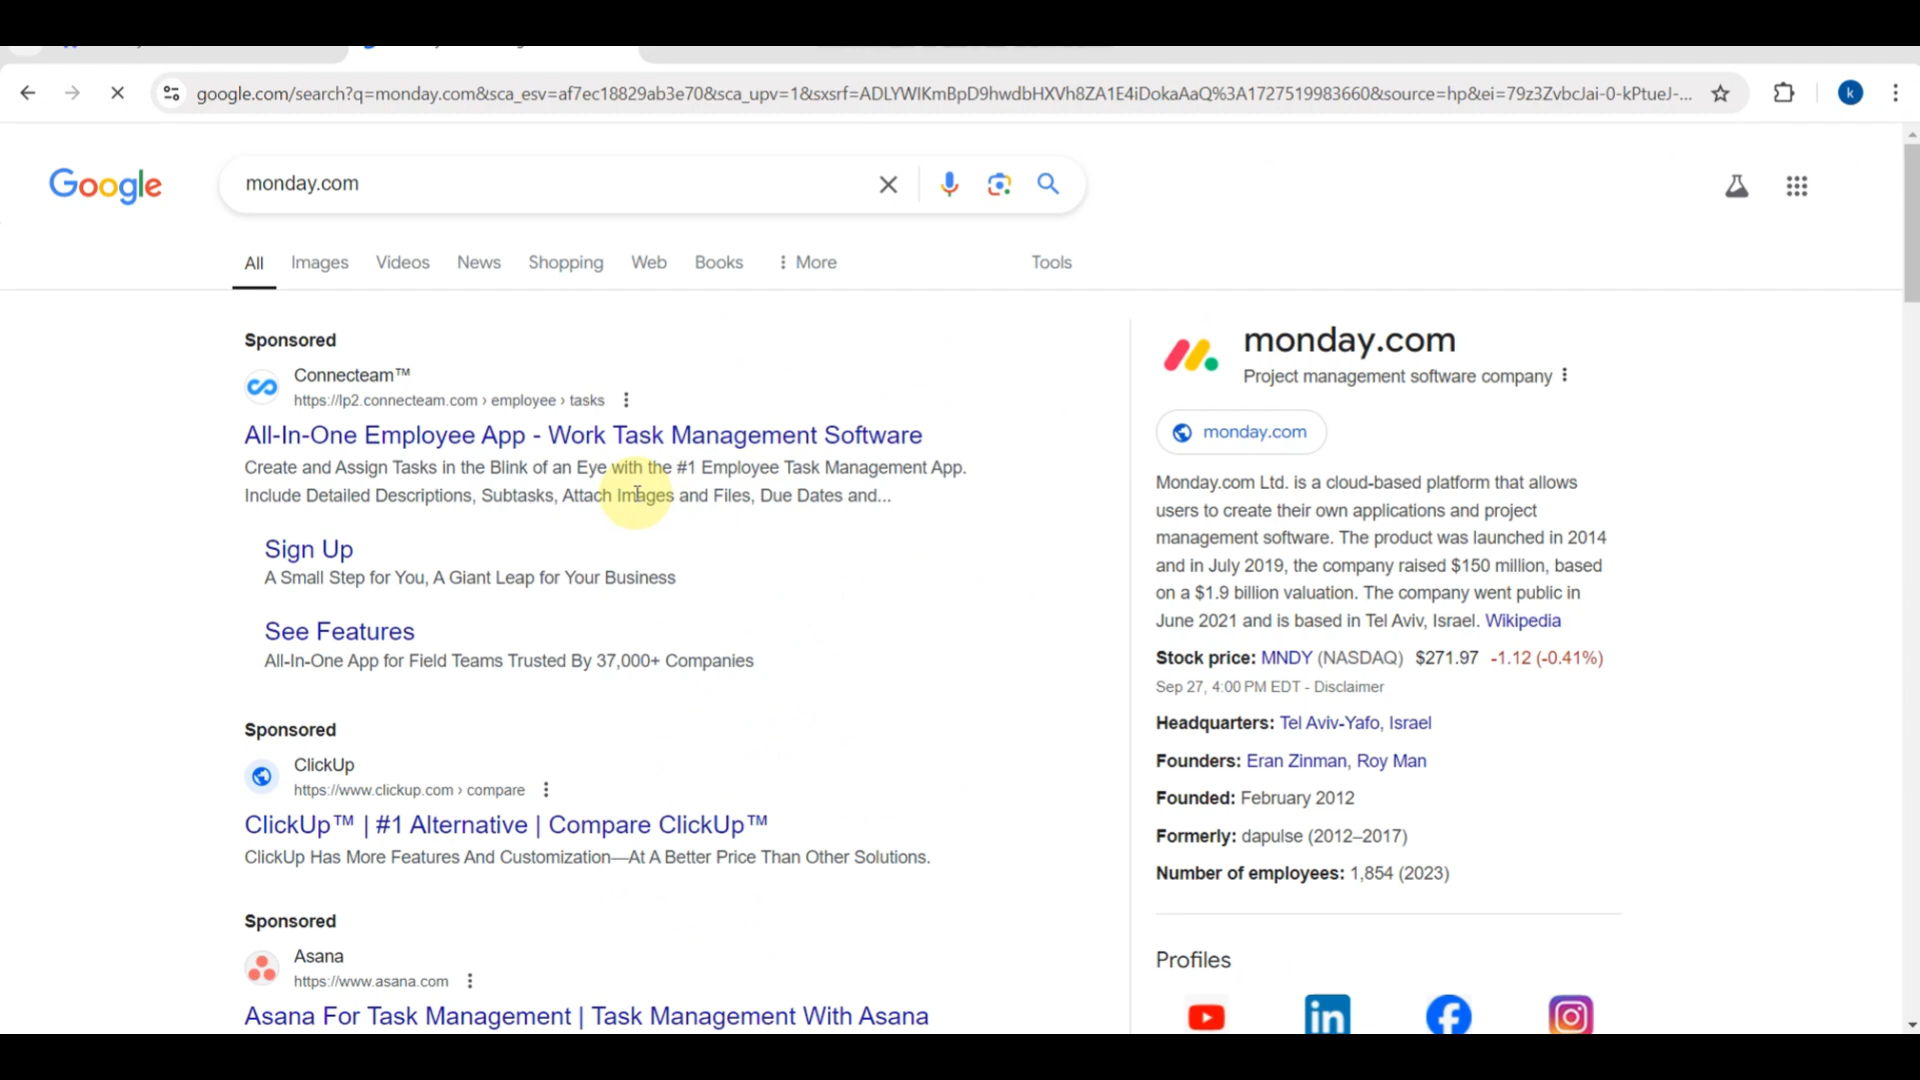 google.com/search?q=monday.com&sca_esv=af7ec18829ab3e70&sca_upv=1&sxsrf=ADLYWIKmBpD9hwdbHXVh8ZA1E4iDokaAaQ%3A1727519983660&source=hp&ei=79z3ZvbcJai-0-kPtueJ-...
k
Google
monday.com
All
Images
Videos
News
Shopping
Web
Books
More
Tools
Sponsored
Connecteam™
https://lp2.connecteam.com › employee › tasks
All-In-One Employee App - Work Task Management Software
Create and Assign Tasks in the Blink of an Eye with the #1 Employee Task Management App.
Include Detailed Descriptions, Subtasks, Attach Images and Files, Due Dates and...
Sign Up
A Small Step for You, A Giant Leap for Your Business
See Features
All-In-One App for Field Teams Trusted By 37,000+ Companies
Sponsored
ClickUp
https://www.clickup.com › compare
ClickUp™ | #1 Alternative | Compare ClickUp™
ClickUp Has More Features And Customization—At A Better Price Than Other Solutions.
Sponsored
Asana
https://www.asana.com
Asana For Task Management | Task Management With Asana
monday.com
Project management software company
monday.com
Monday.com Ltd. is a cloud-based platform that allows
users to create their own applications and project
management software. The product was launched in 2014
and in July 2019, the company raised $150 million, based
on a $1.9 billion valuation. The company went public in
June 2021 and is based in Tel Aviv, Israel. Wikipedia
Stock price: MNDY (NASDAQ) $271.97 -1.12 (-0.41%)
Sep 27, 4:00 PM EDT - Disclaimer
Headquarters: Tel Aviv-Yafo, Israel
Founders: Eran Zinman, Roy Man
Founded: February 2012
Formerly: dapulse (2012–2017)
Number of employees: 1,854 (2023)
Profiles
in